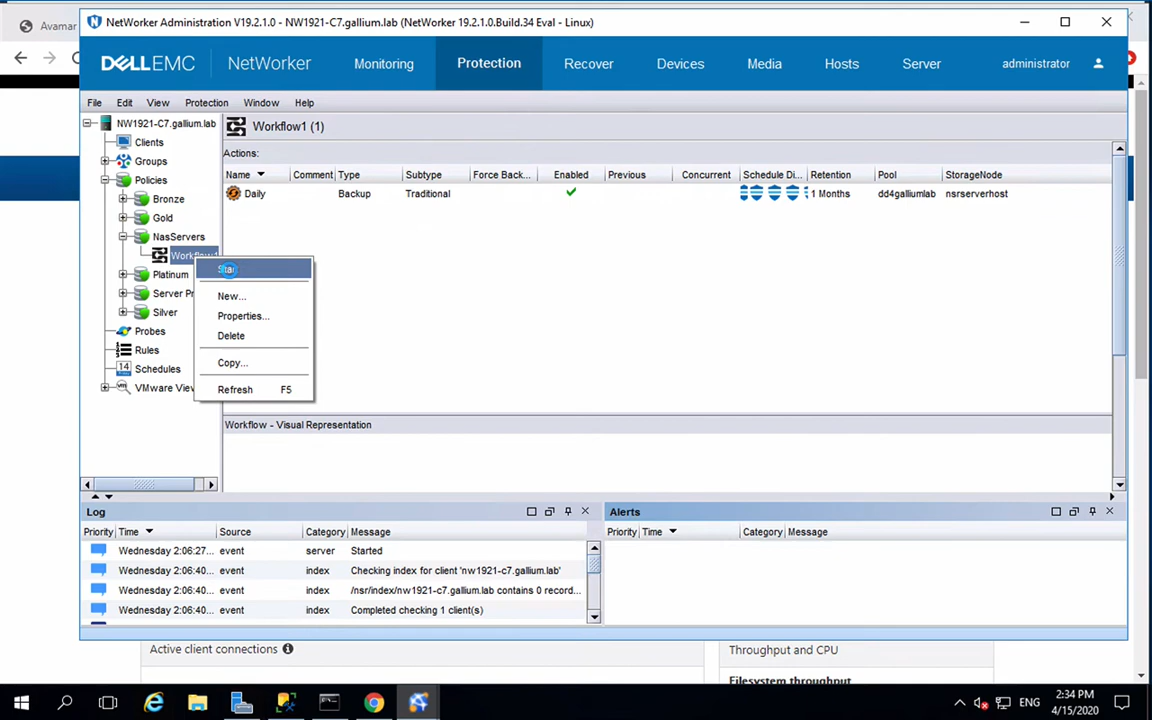 Avamar
NetWorker Administration V19.2.1.0 - NW1921-C7.gallium.lab (NetWorker 19.2.1.0.Build.34 Eval - Linux)
DELLEMC NetWorker Monitoring Protection Recover Devices Media Hosts Server administrator
File Edit View Protection Window Help
NW1921-C7.gallium.lab
Clients
Groups
Policies
Bronze
Gold
NasServers
Workflow1
Platinum
Server Pr
Silver
Probes
Rules
14 Schedules
VMware View
Start
New...
Properties...
Delete
Copy...
Refresh F5
Workflow1 (1)
Actions:
Name Comment Type Subtype Force Back... Enabled Previous Concurrent Schedule Di... Retention Pool StorageNode
Daily Backup Traditional 1 Months dd4galliumlab nsrserverhost
Workflow - Visual Representation
Log
Priority Time Source Category Message
Wednesday 2:06:27... event server Started
Wednesday 2:06:40... event index Checking index for client 'nw1921-c7.gallium.lab'
Wednesday 2:06:40... event index /nsr/index/nw1921-c7.gallium.lab contains 0 record...
Wednesday 2:06:40... event index Completed checking 1 client(s)
Alerts
Priority Time Category Message
Active client connections
Throughput and CPU
Filesystem throughput
ENG
2:34 PM
4/15/2020